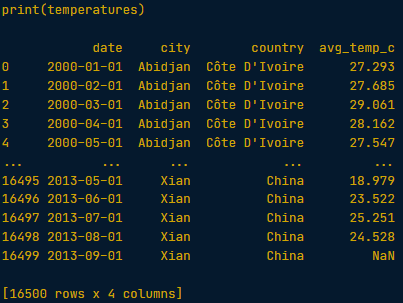 print(temperatures)
date city country avg_temp_c
0 2000-01-01 Abidjan Côte D'Ivoire 27.293
1 2000-02-01 Abidjan Côte D'Ivoire 27.685
2 2000-03-01 Abidjan Côte D'Ivoire 29.061
3 2000-04-01 Abidjan Côte D'Ivoire 28.162
4 2000-05-01 Abidjan Côte D'Ivoire 27.547
... ... ... ... ...
16495 2013-05-01 Xian China 18.979
16496 2013-06-01 Xian China 23.522
16497 2013-07-01 Xian China 25.251
16498 2013-08-01 Xian China 24.528
16499 2013-09-01 Xian China NaN
[16500 rows x 4 columns]